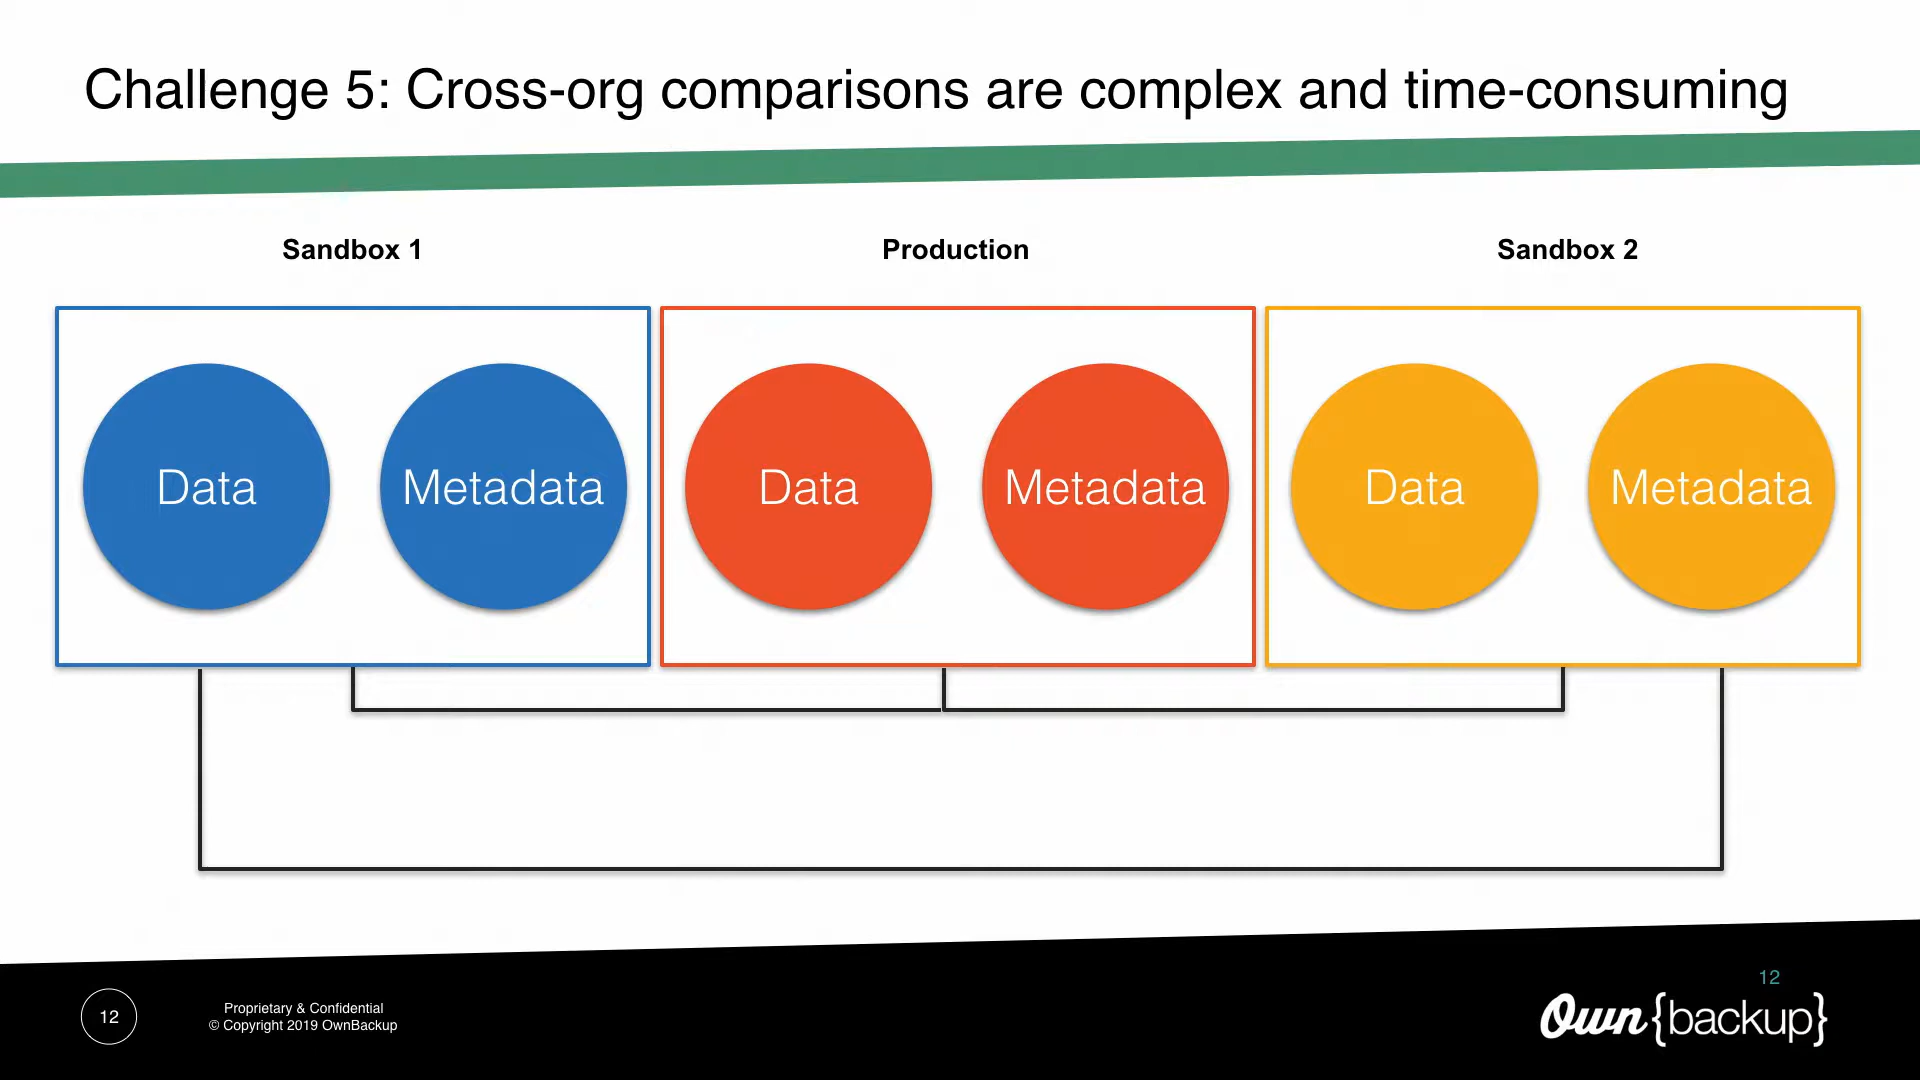 Challenge 5: Cross-org comparisons are complex and time-consuming
Sandbox 1
Production
Sandbox 2
Data
Metadata
Data
Metadata
Data
Metadata
12
Proprietary & Confidential
© Copyright 2019 OwnBackup
12
Own{backup}